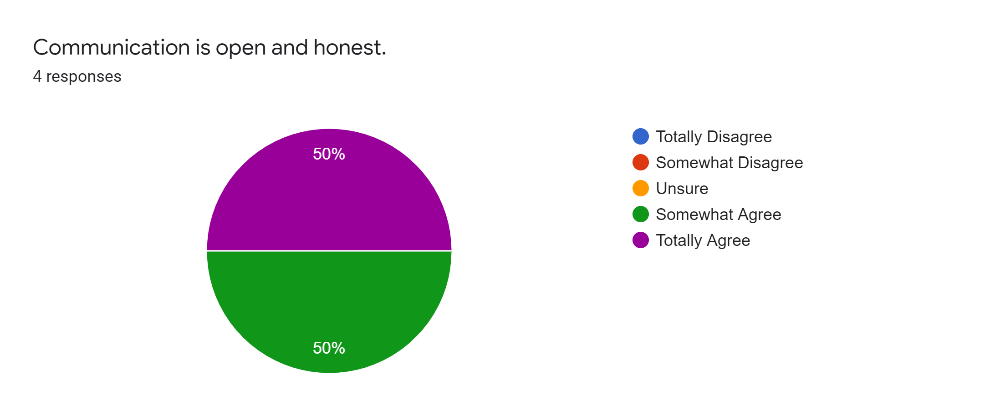 Communication is open and honest.
4 responses
50%
50%
Totally Disagree
Somewhat Disagree
Unsure
Somewhat Agree
Totally Agree